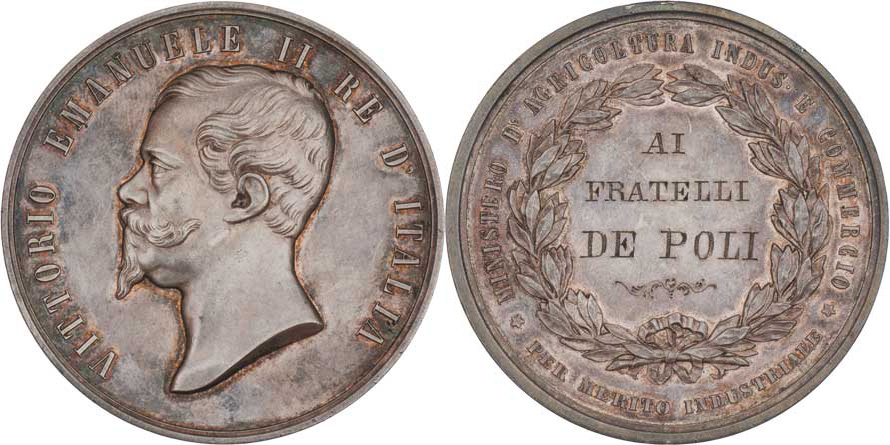 VITTORIO EMANUELE II RE D'ITALIA
MINISTERO D'AGRICOLTURA INDUS. E COMMERCIO
AI
FRATELLI
DE POLI
PER MERITO INDUSTRIALE